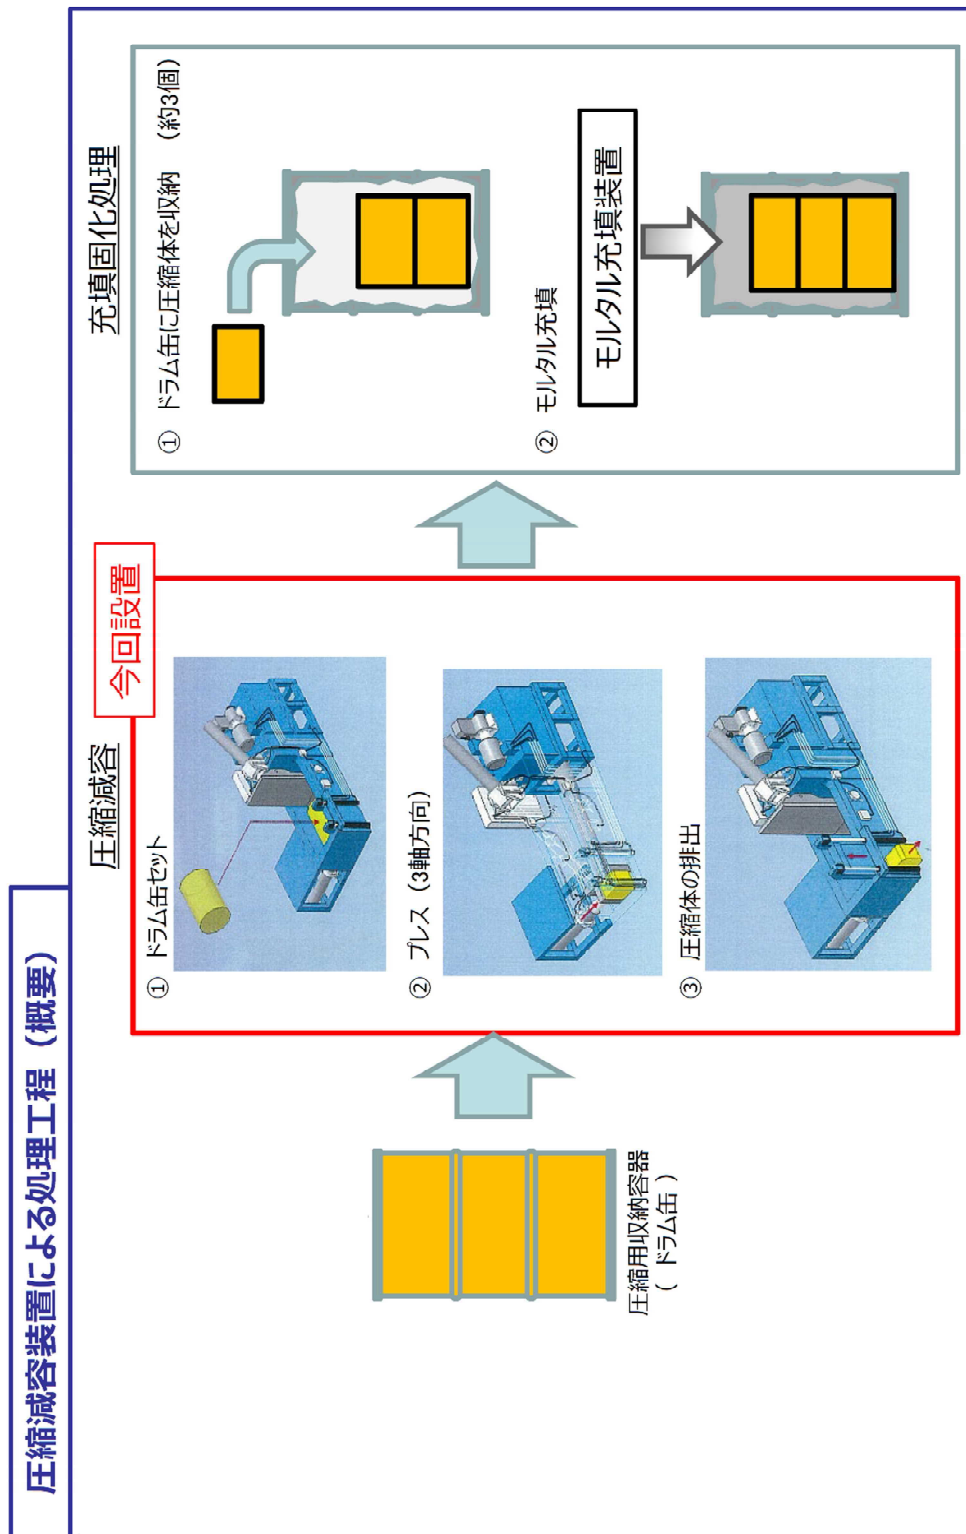 圧縮減容装置による処理工程（概要）
圧縮用収納容器
（ ドラム缶 ）
圧縮減容
今回設置
① ドラム缶セット
② プレス（3軸方向）
③ 圧縮体の排出
充填固化処理
① ドラム缶に圧縮体を収納 （約3個）
② モルタル充填
モルタル充填装置